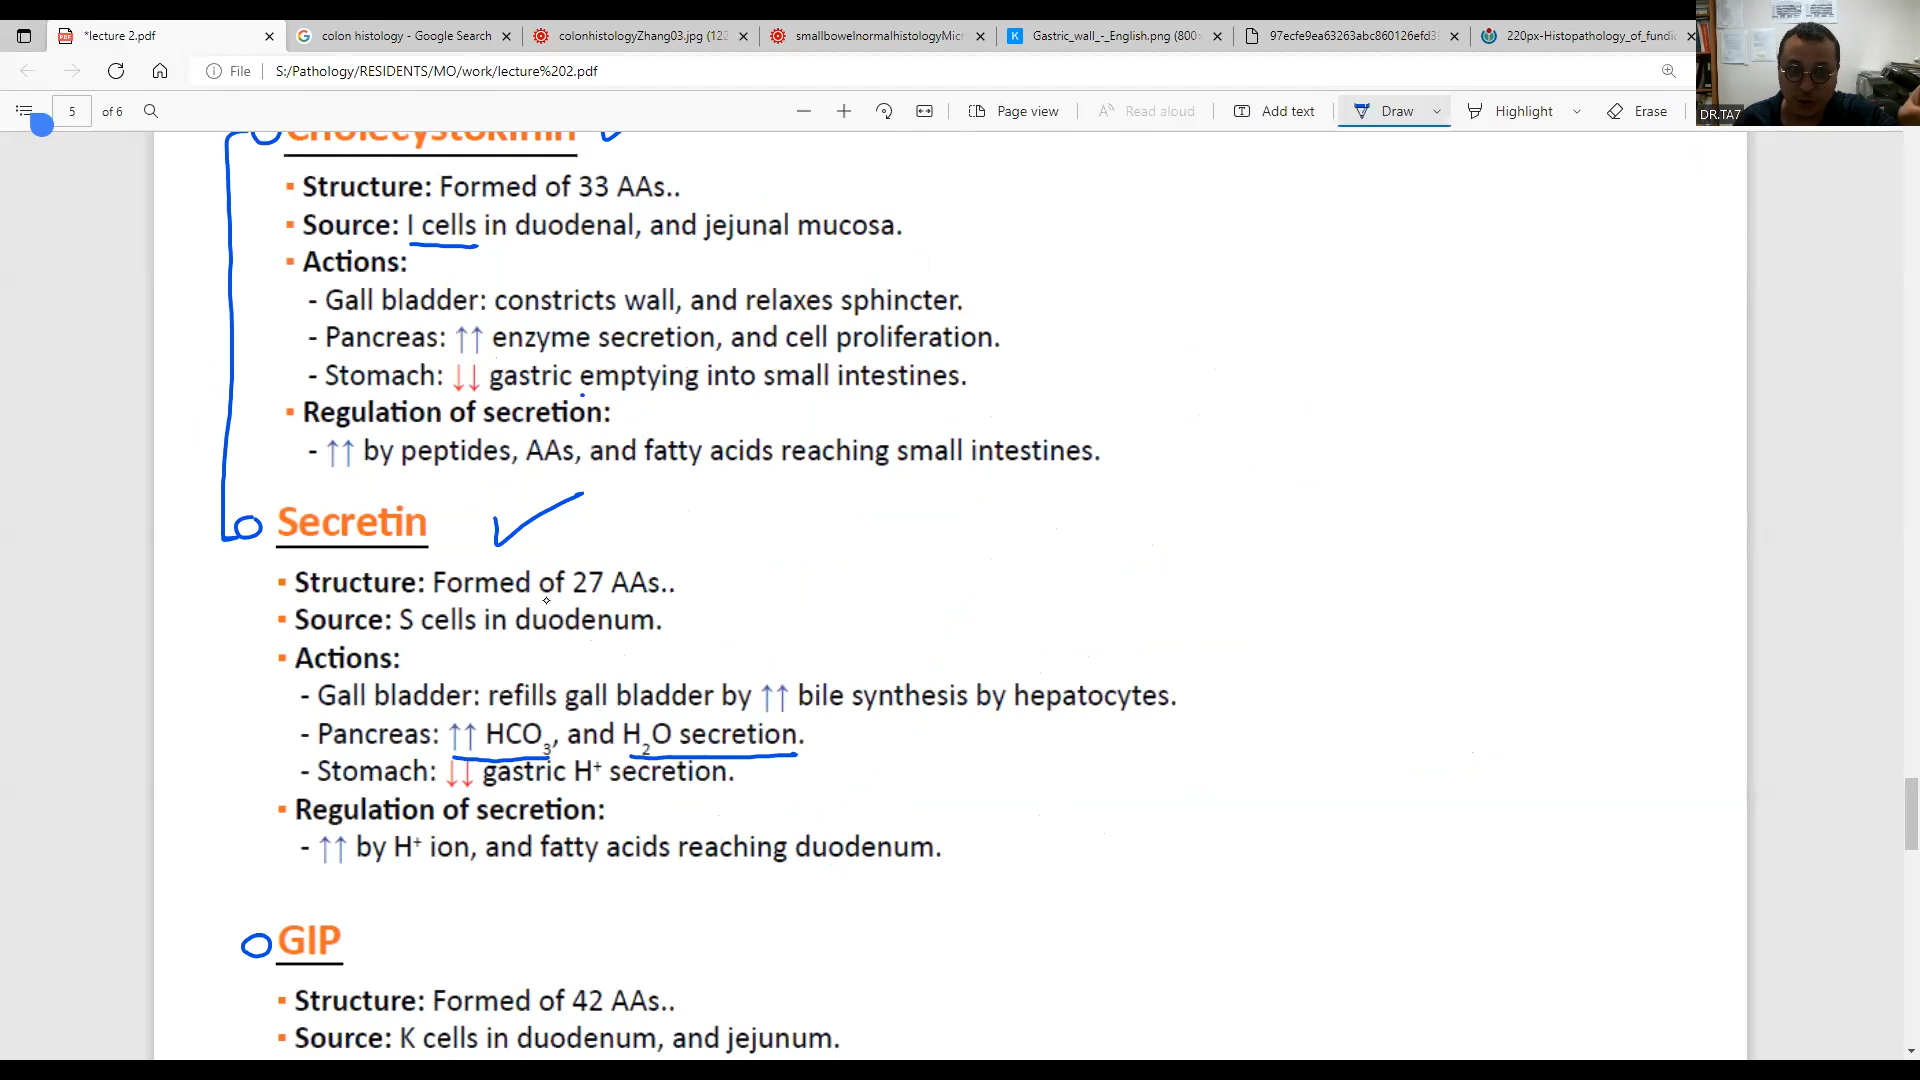 *lecture 2.pdf
colon histology - Google Search
colonhistologyZhang03.jpg (123
smallbowelnormalhistologyMicr
Gastric_wall_-_English.png (800×
97ecfe9ea63263abc860126efd3
220px-Histopathology_of_fundic
File S:/Pathology/RESIDENTS/MO/work/lecture%202.pdf
5 of 6
Page view
Read aloud
Add text
Draw
Highlight
Erase
DR.TA7
Cholecystokinin
▪ Structure: Formed of 33 AAs..
▪ Source: I cells in duodenal, and jejunal mucosa.
▪ Actions:
- Gall bladder: constricts wall, and relaxes sphincter.
- Pancreas: ↑↑ enzyme secretion, and cell proliferation.
- Stomach: ↓↓ gastric emptying into small intestines.
▪ Regulation of secretion:
- ↑↑ by peptides, AAs, and fatty acids reaching small intestines.
Secretin
▪ Structure: Formed of 27 AAs..
▪ Source: S cells in duodenum.
▪ Actions:
- Gall bladder: refills gall bladder by ↑↑ bile synthesis by hepatocytes.
- Pancreas: ↑↑ HCO₃, and H₂O secretion.
- Stomach: ↓↓ gastric H⁺ secretion.
▪ Regulation of secretion:
- ↑↑ by H⁺ ion, and fatty acids reaching duodenum.
GIP
▪ Structure: Formed of 42 AAs..
▪ Source: K cells in duodenum, and jejunum.